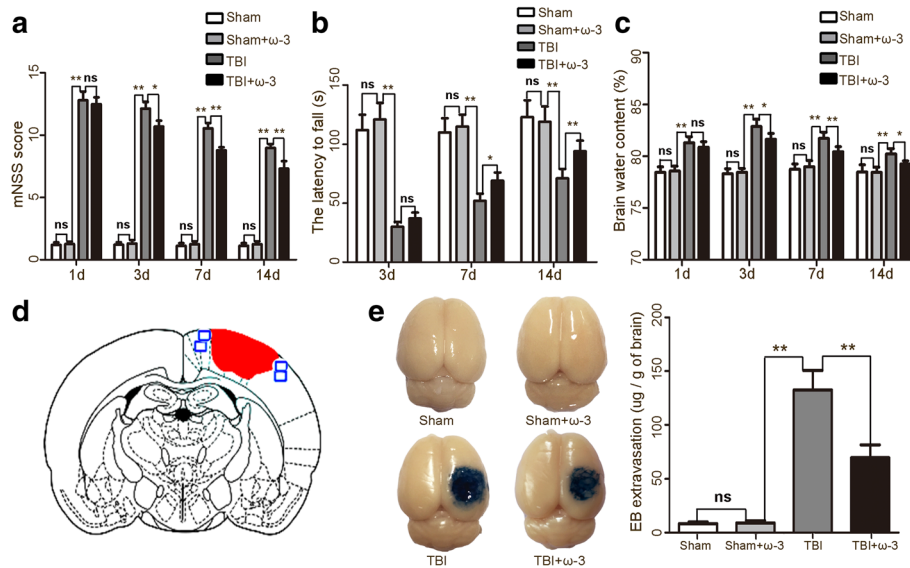 a
Sham
Sham+ω-3
TBI
TBI+ω-3
mNSS score
15
10
5
0
** ns
** *
** **
** **
ns
ns
ns
ns
1d
3d
7d
14d
b
Sham
Sham+ω-3
TBI
TBI+ω-3
The latency to fall (s)
150
100
50
0
ns **
ns **
ns **
ns
*
**
3d
7d
14d
c
Sham
Sham+ω-3
TBI
TBI+ω-3
Brain water content (%)
90
85
80
77
70
** ns
** *
** **
** *
ns
ns
ns
ns
1d
3d
7d
14d
d
e
Sham
Sham+ω-3
TBI
TBI+ω-3
EB extravasation (ug / g of brain)
200
150
100
50
0
ns
**
**
Sham
Sham+ω-3
TBI
TBI+ω-3